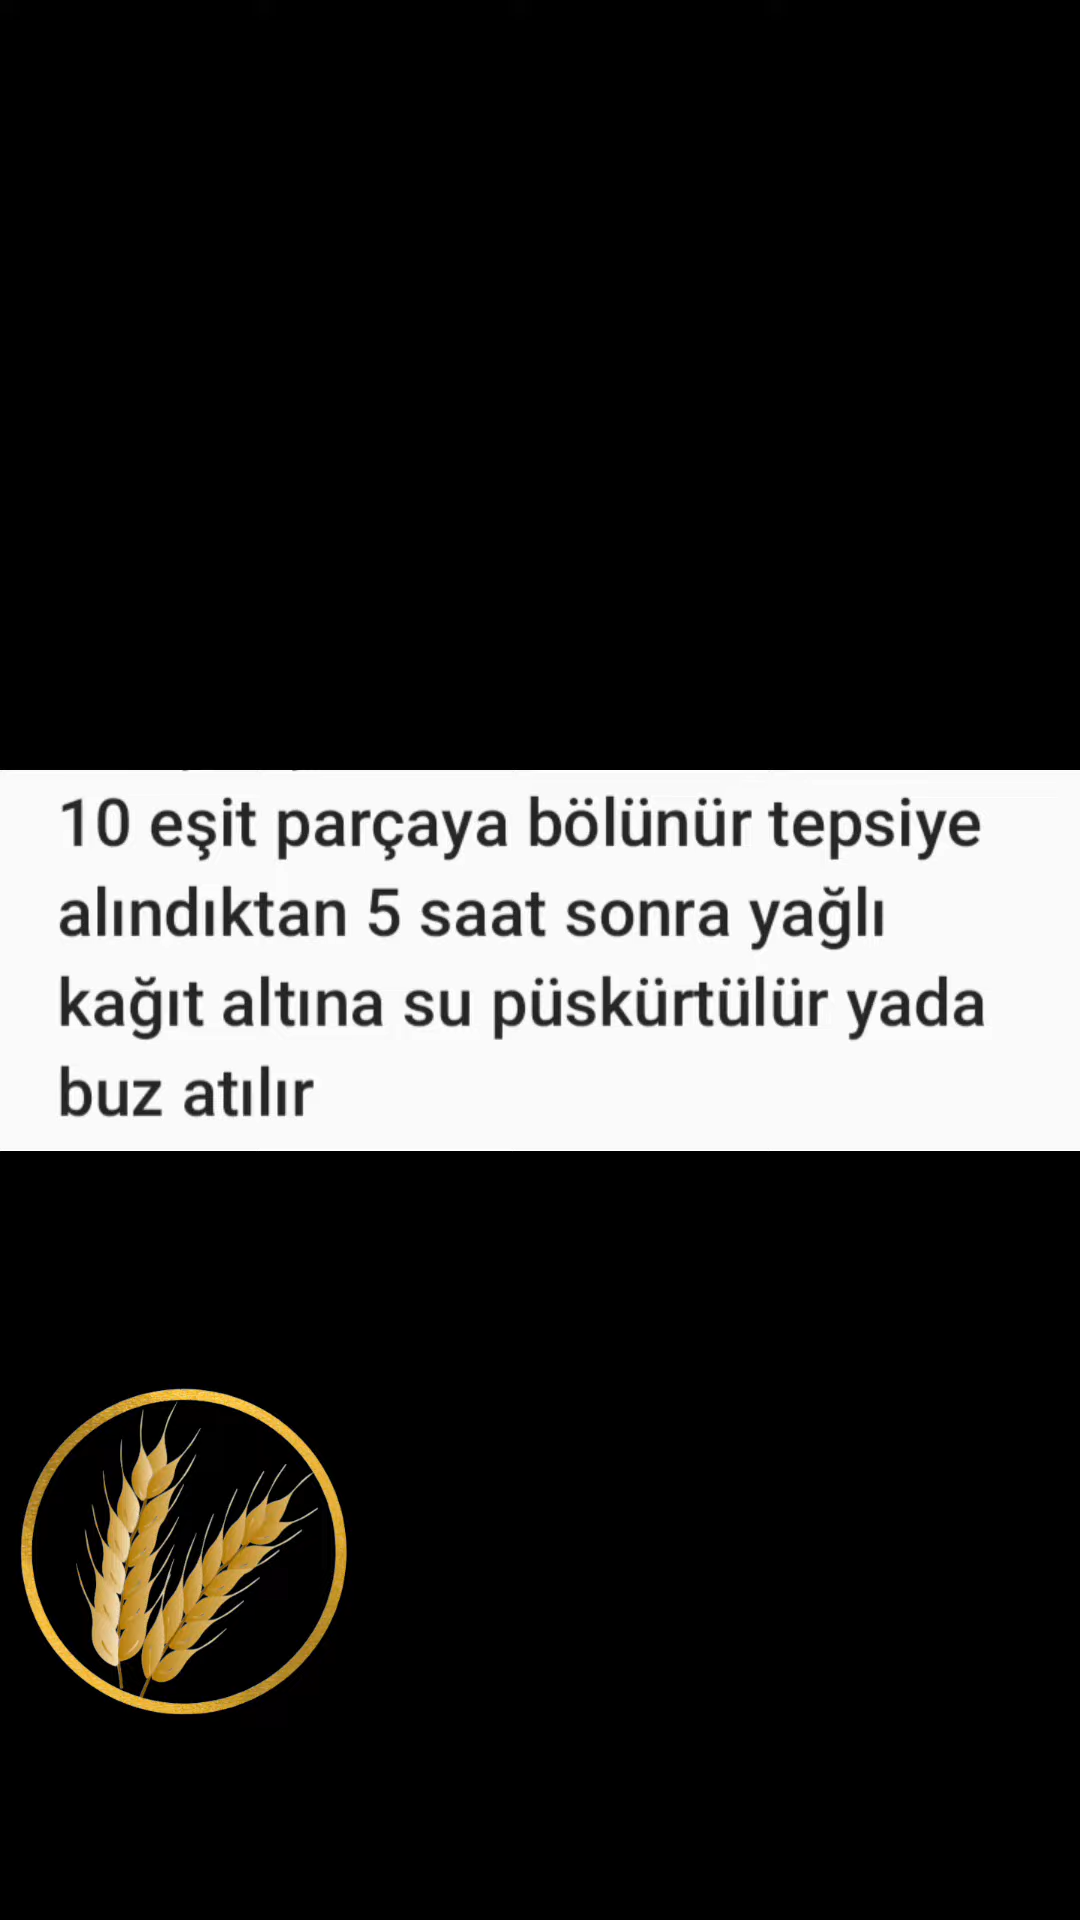 10 eşit parçaya bölünür tepsiye
alındıktan 5 saat sonra yağlı
kağıt altına su püskürtülür yada
buz atılır